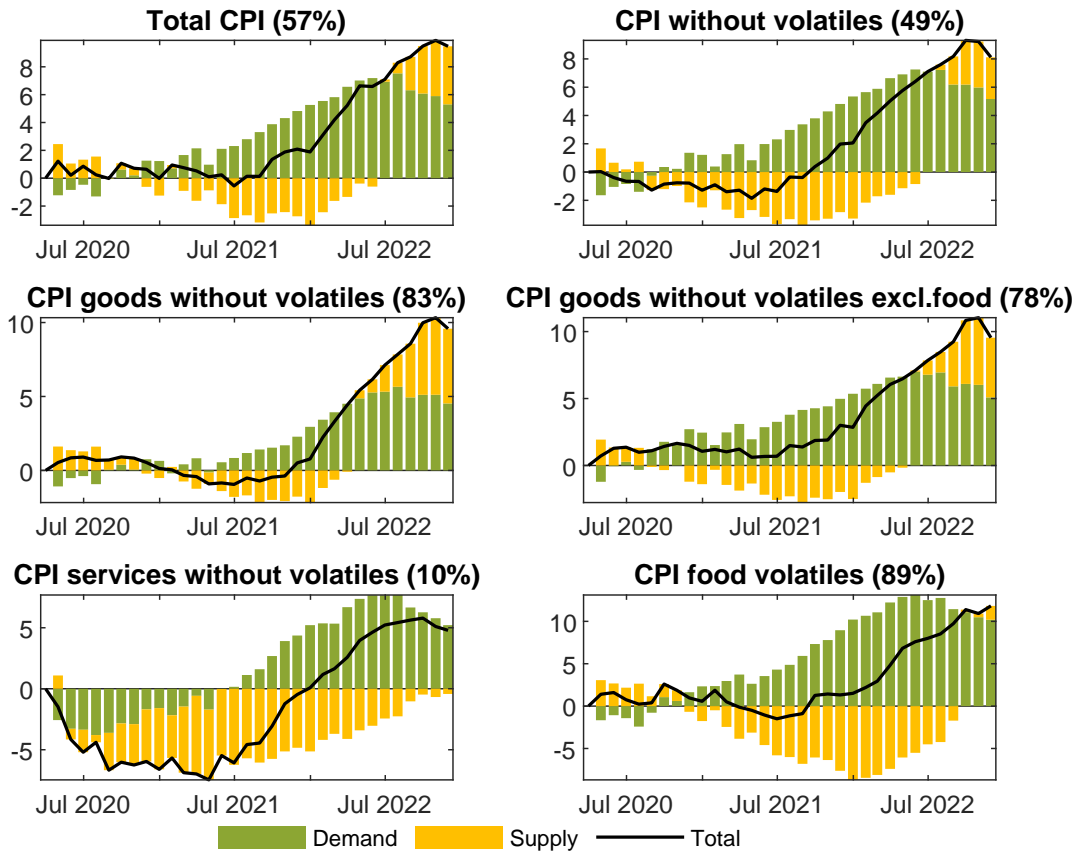 Total CPI (57%)
8
6
4
2
0
-2
Jul 2020 Jul 2021 Jul 2022
CPI without volatiles (49%)
8
6
4
2
0
-2
Jul 2020 Jul 2021 Jul 2022
CPI goods without volatiles (83%)
10
5
0
Jul 2020 Jul 2021 Jul 2022
CPI goods without volatiles excl.food (78%)
10
5
0
Jul 2020 Jul 2021 Jul 2022
CPI services without volatiles (10%)
5
0
-5
Jul 2020 Jul 2021 Jul 2022
CPI food volatiles (89%)
10
5
0
-5
Jul 2020 Jul 2021 Jul 2022
Demand Supply Total